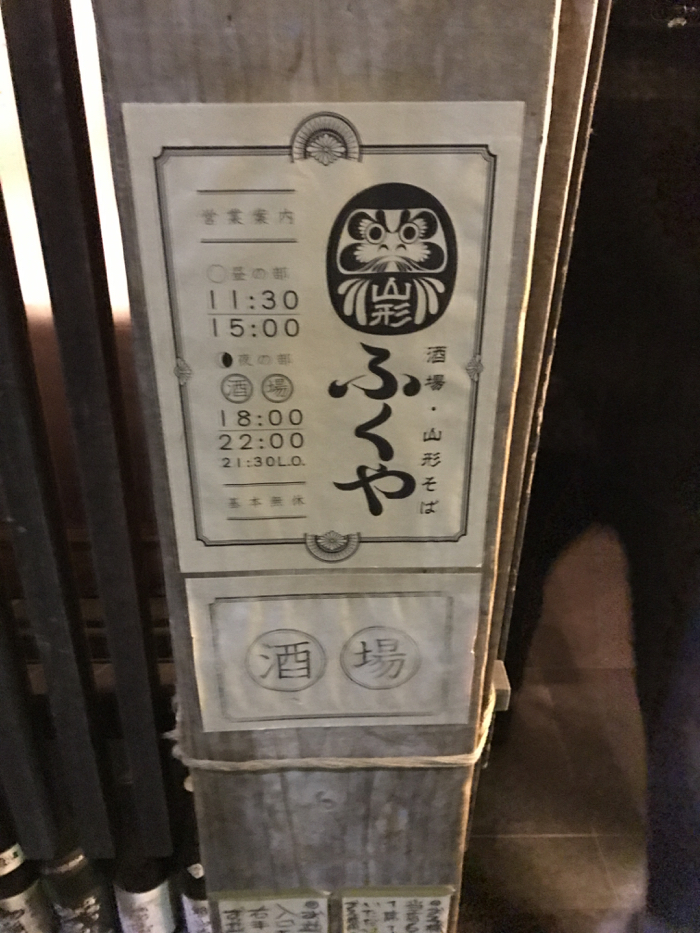 山形
ふくや
酒場・山形そば
営業案内
昼の部
11:30
15:00
夜の部
酒場
18:00
22:00
21:30L.O.
基本無休
酒場